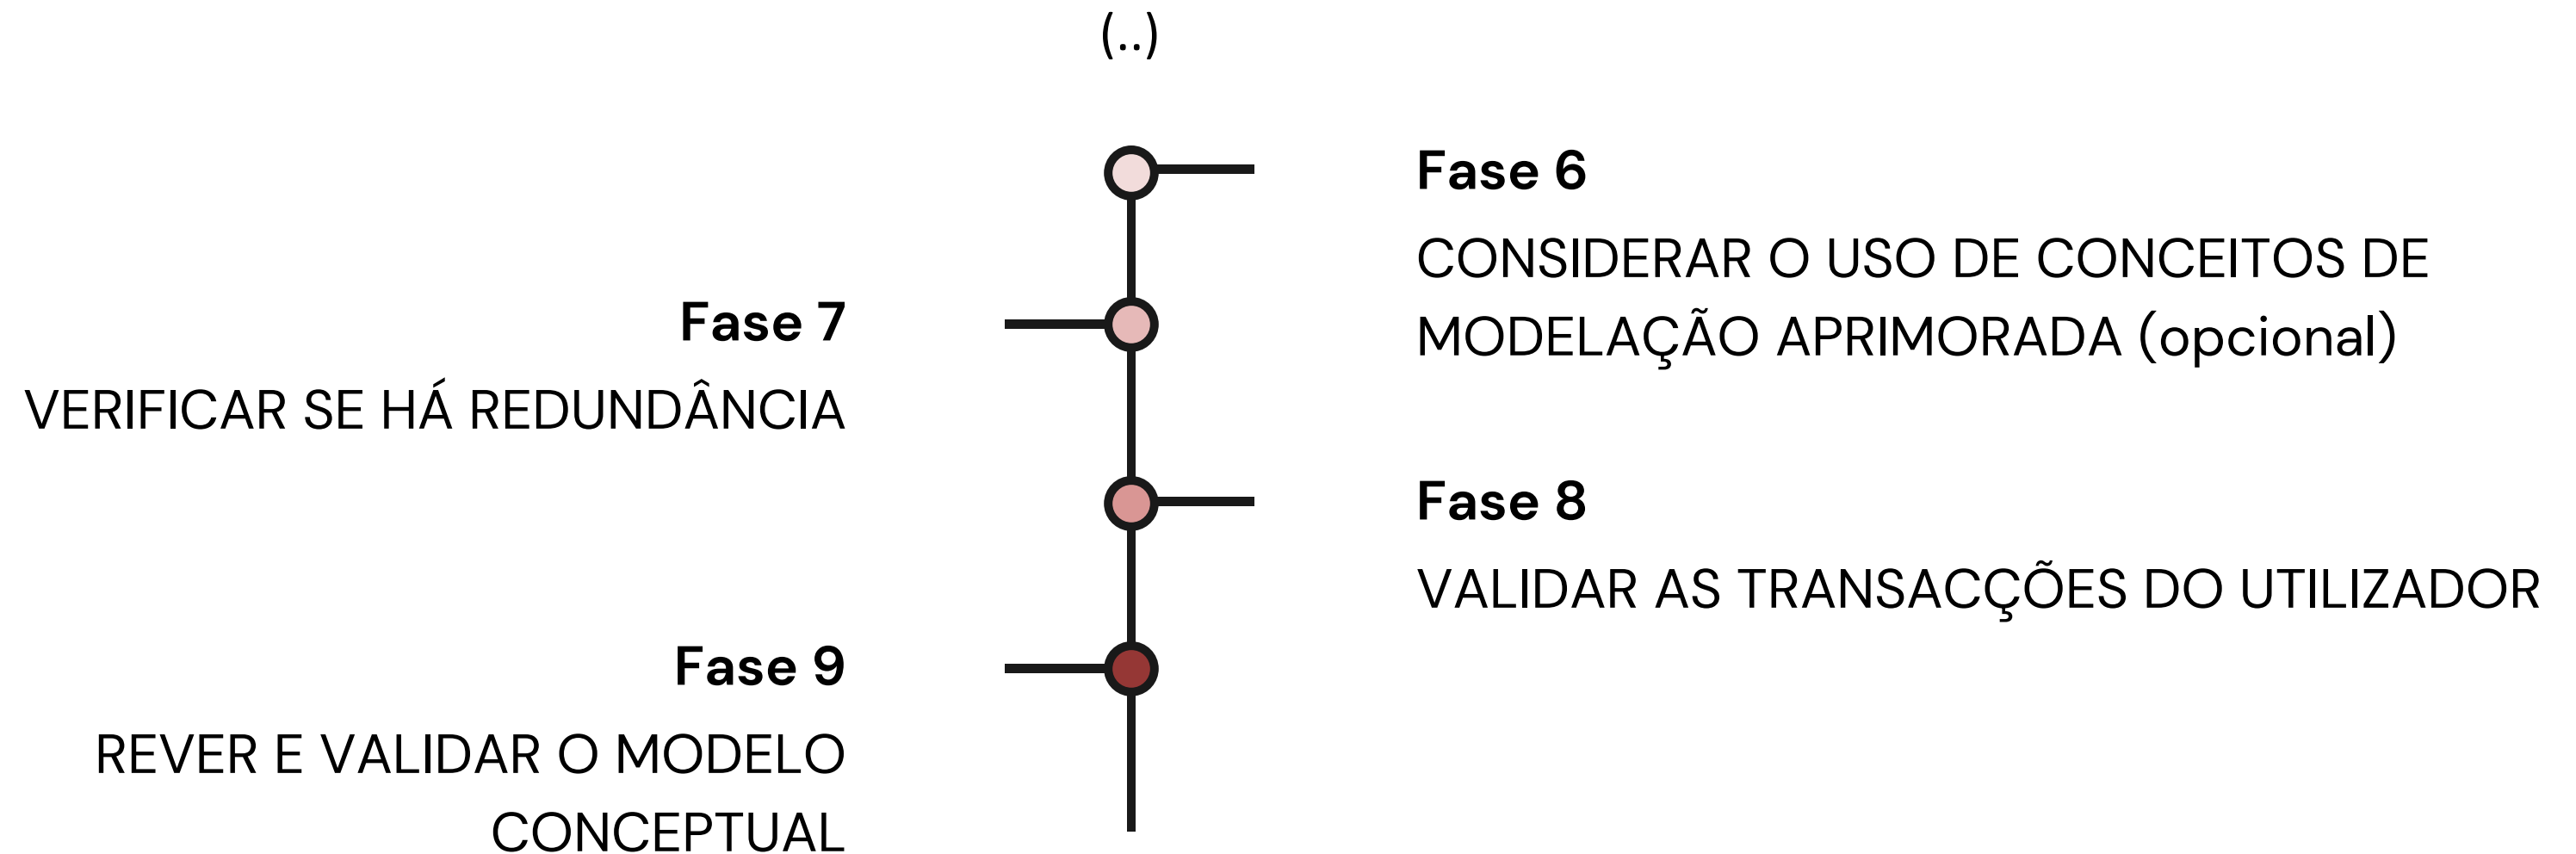 (..)
Fase 6
CONSIDERAR O USO DE CONCEITOS DE
MODELAÇÃO APRIMORADA (opcional)
Fase 7
VERIFICAR SE HÁ REDUNDÂNCIA
Fase 8
VALIDAR AS TRANSACÇÕES DO UTILIZADOR
Fase 9
REVER E VALIDAR O MODELO
CONCEPTUAL